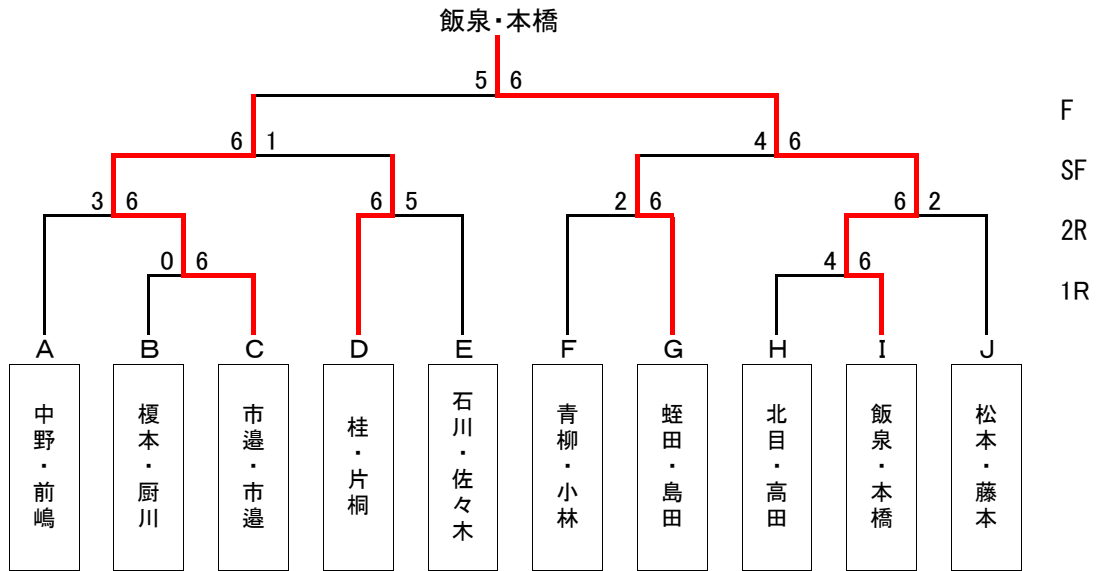 飯泉・本橋
5 6
F
6 1
4 6
SF
3 6
6 5
2 6
6 2
2R
0 6
4 6
1R
A B C D E F G H I J
中野・前嶋
榎本・厨川
市邉・市邉
桂・片桐
石川・佐々木
青柳・小林
蛭田・島田
北目・高田
飯泉・本橋
松本・藤本